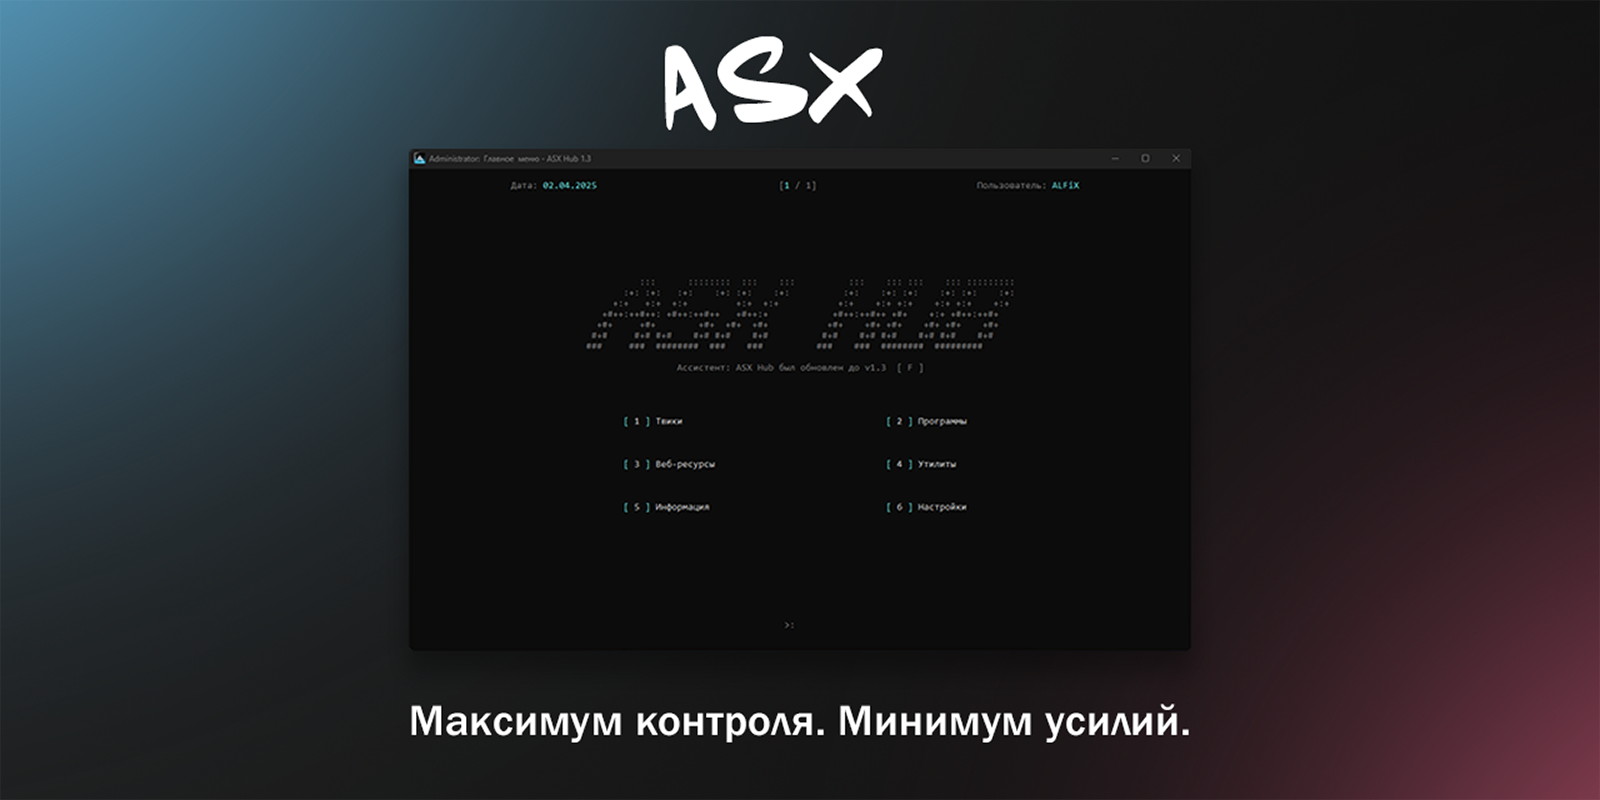 ASX
Administrator: Главное меню - ASX Hub 1.3
Дата: 02.04.2025 [1 / 1] Пользователь: ALFiX
ASX HUB
Ассистент: ASX Hub был обновлен до v1.3 [ F ]
[ 1 ] Твики [ 2 ] Программы
[ 3 ] Веб-ресурсы [ 4 ] Утилиты
[ 5 ] Информация [ 6 ] Настройки
>:
Максимум контроля. Минимум усилий.